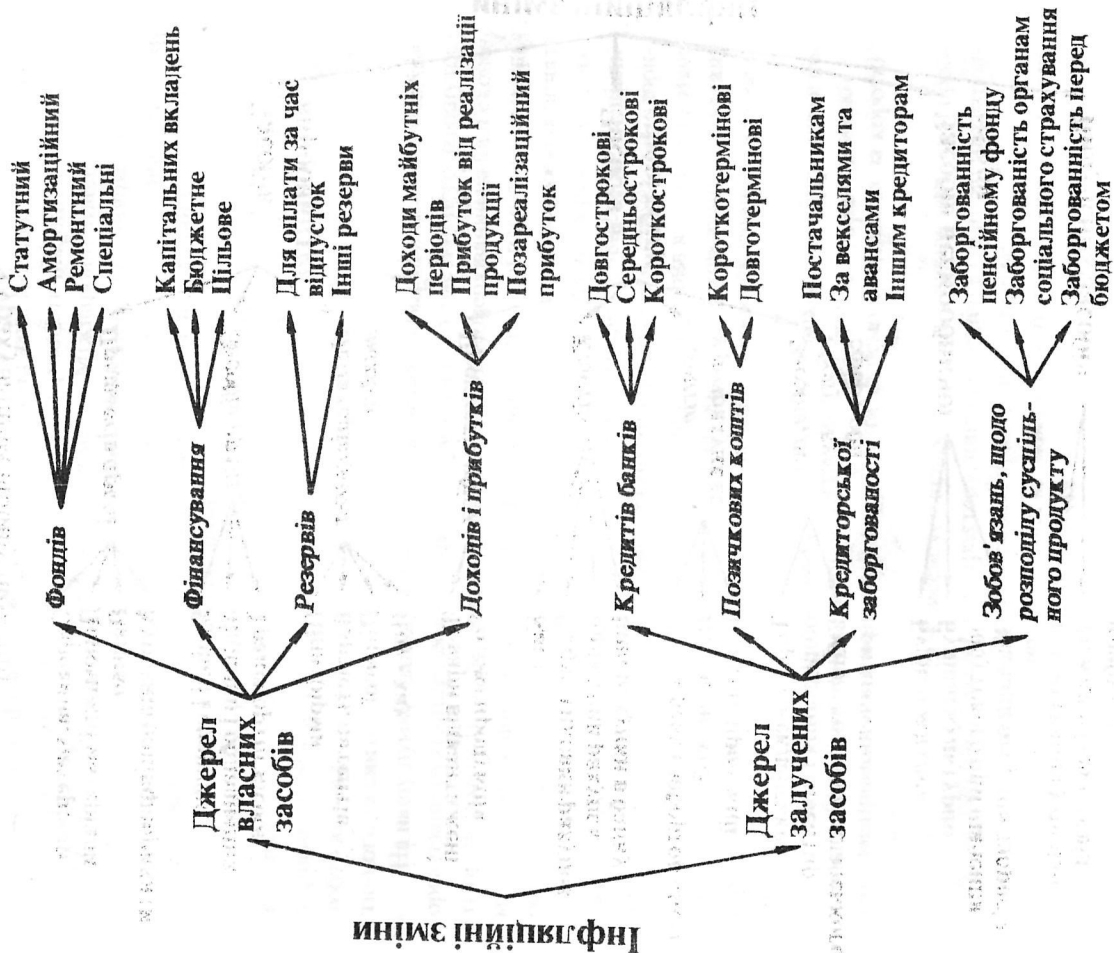 Інфляційні зміни
Джерел
власних
засобів
Фондів
Статутний
Амортизаційний
Ремонтний
Спеціальні
Фінансування
Капітальних вкладень
Бюджетне
Цільове
Резервів
Для оплати за час
відпусток
Інші резерви
Доходів і прибутків
Доходи майбутніх
періодів
Прибуток від реалізації
продукції
Позареалізаційний
прибуток
Джерел
залучених
засобів
Кредитів банків
Довгострокові
Середньострокові
Короткострокові
Позичкових коштів
Короткотермінові
Довготермінові
Кредиторської
заборгованості
Постачальникам
За векселями та
авансами
Іншим кредиторам
Зобов'язань, щодо
розподілу суспіль-
ного продукту
Заборгованність
пенсійному фонду
Заборгованість органам
соціального страхування
Заборгованність перед
бюджетом